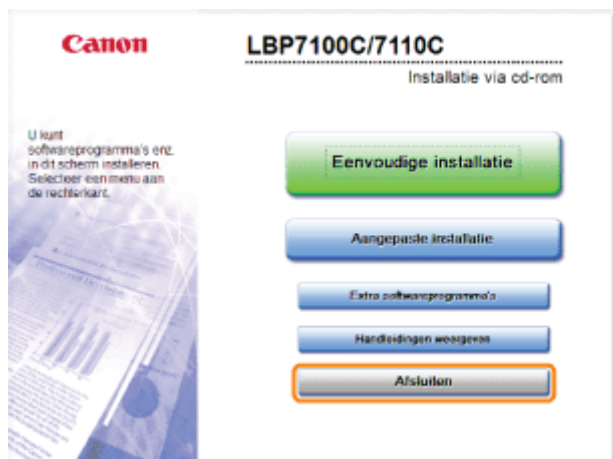 Canon
LBP7100C/7110C
Installatie via cd-rom
U kunt
softwareprogramma's enz.
in dit scherm installeren.
Selecteer een menu aan
de rechterkant.
Eenvoudige installatie
Aangepaste installatie
Extra softwareprogramma's
Handleidingen weergeven
Afsluiten